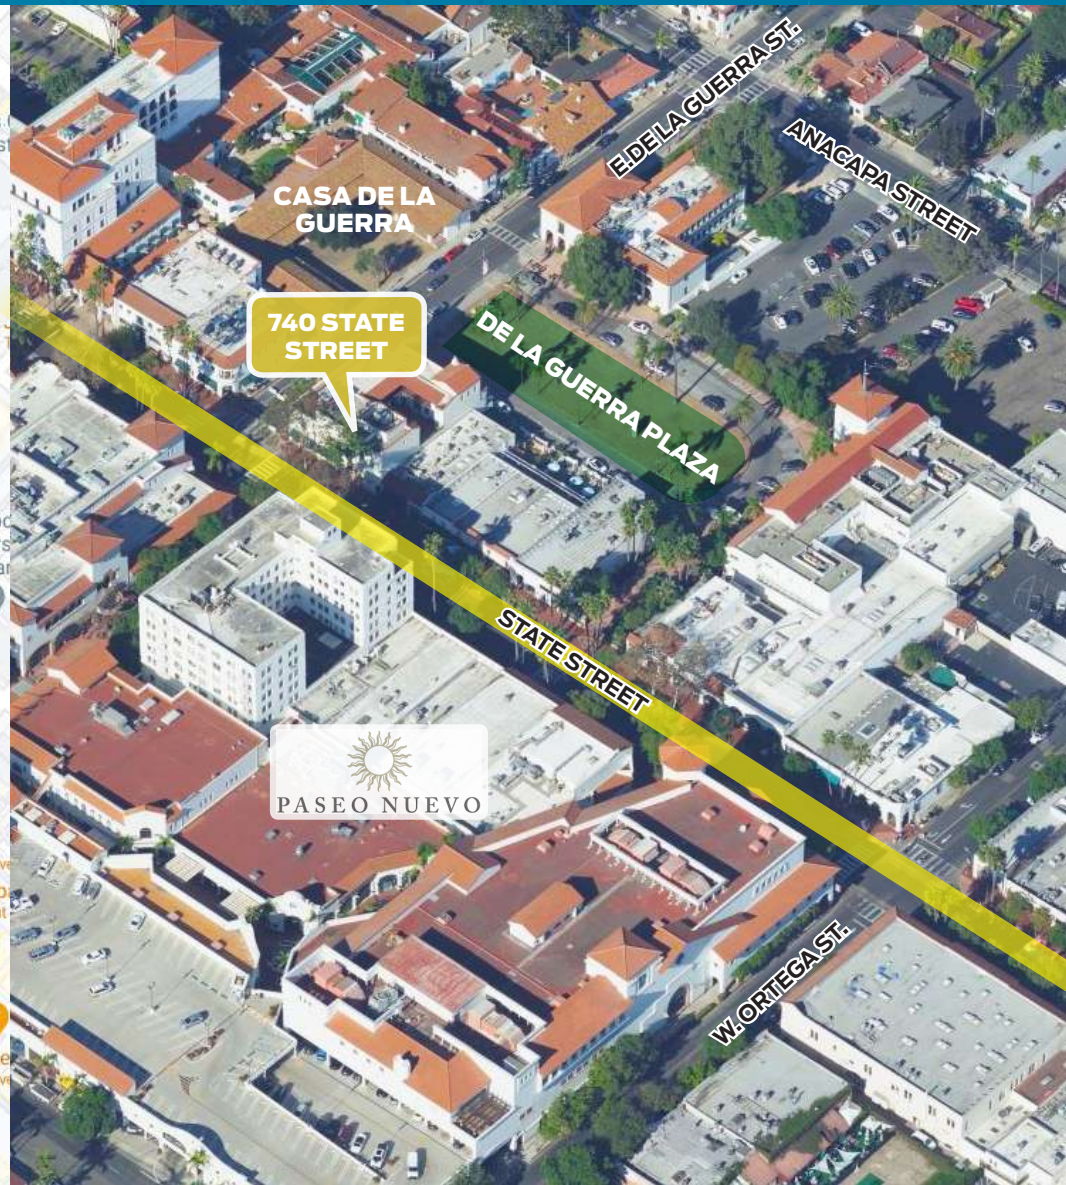 E. DE LA GUERRA ST.
ANACAPA STREET
CASA DE LA
GUERRA
740 STATE
STREET
DE LA GUERRA PLAZA
STATE STREET
PASEO NUEVO
W. ORTEGA ST.